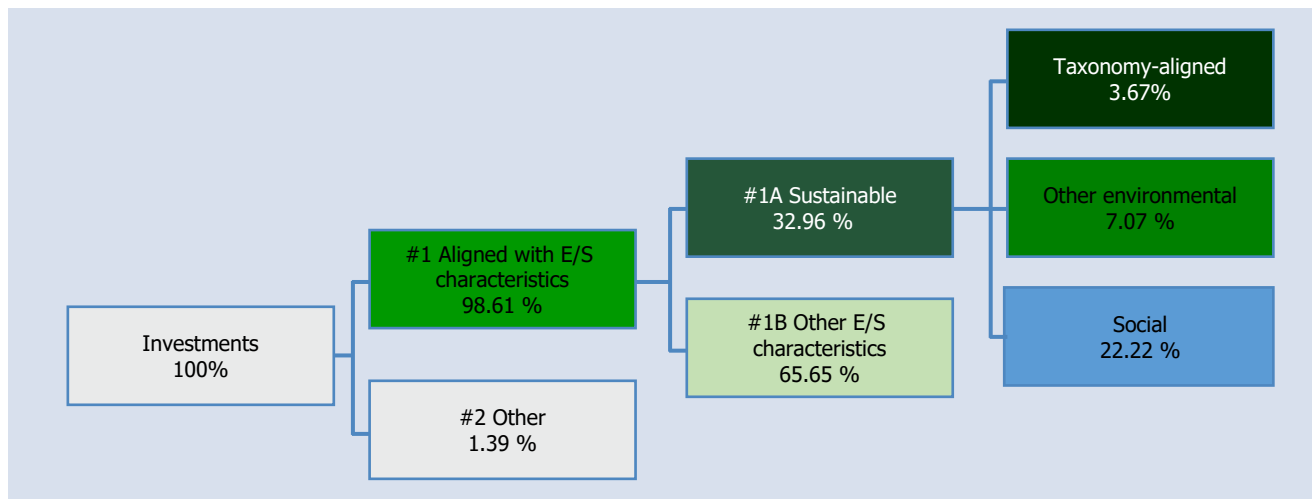 Investments
100%
#1 Aligned with E/S
characteristics
98.61 %
#2 Other
1.39 %
#1A Sustainable
32.96 %
#1B Other E/S
characteristics
65.65 %
Taxonomy-aligned
3.67%
Other environmental
7.07 %
Social
22.22 %